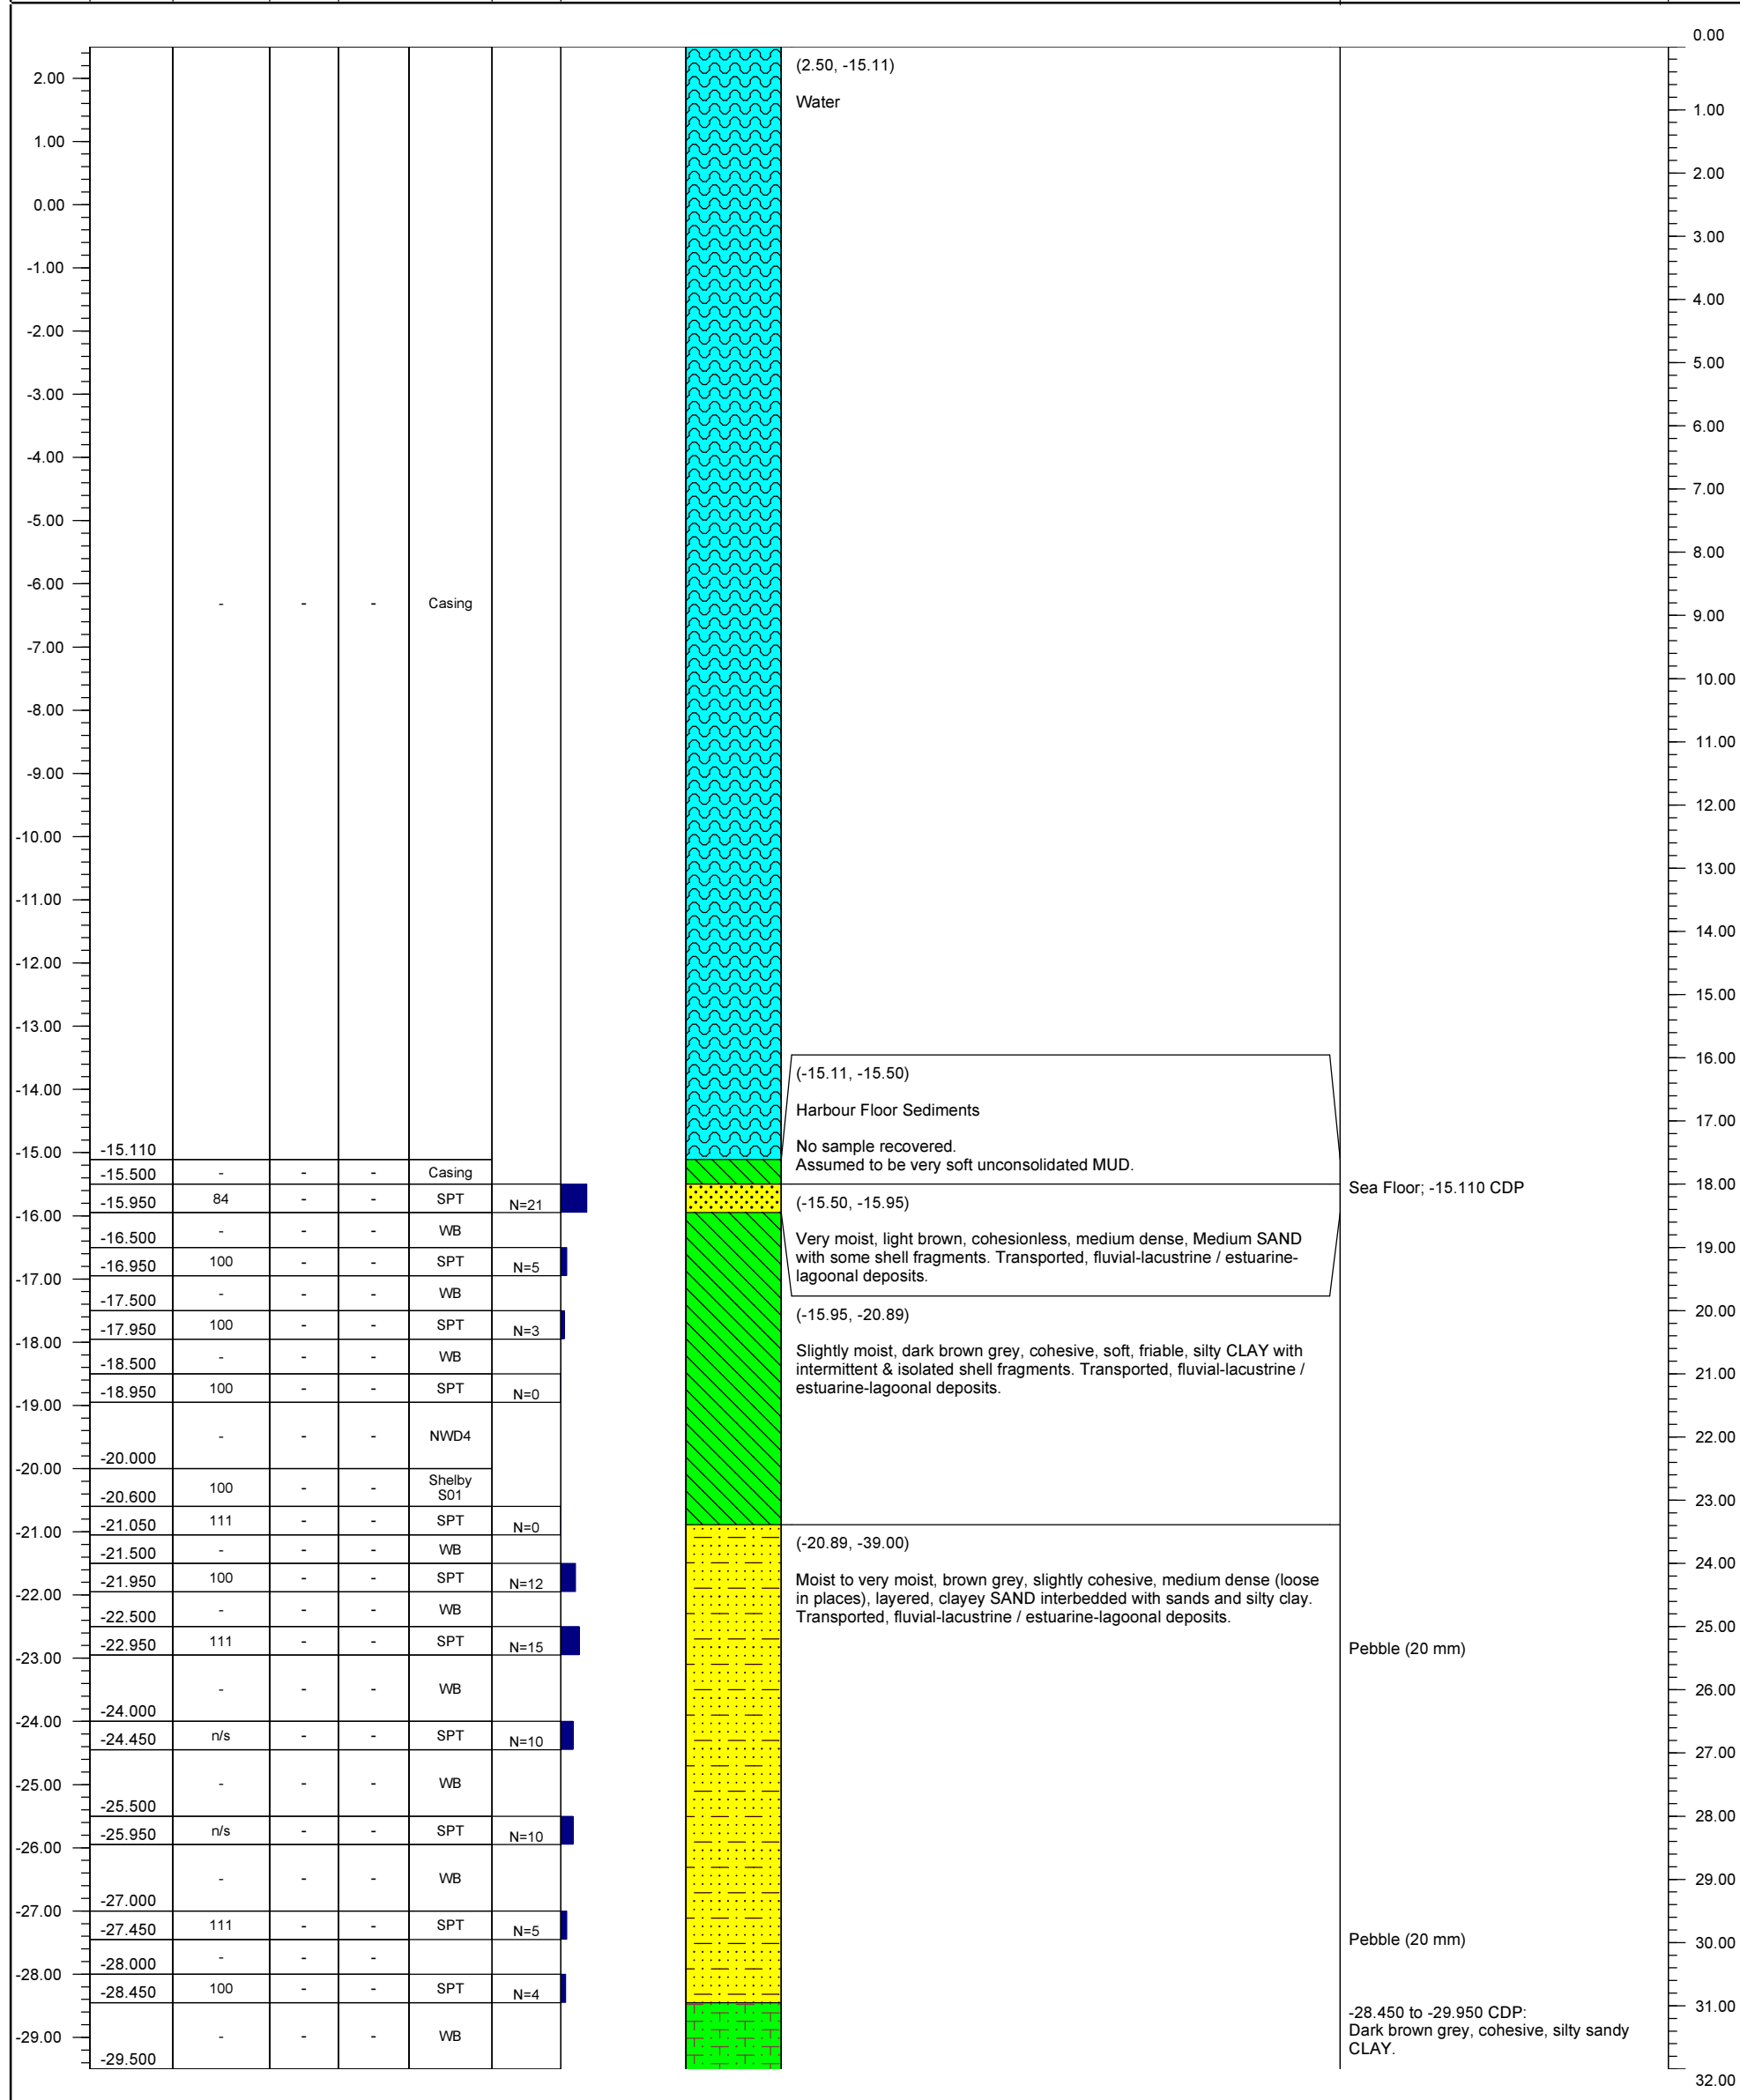 0.00
2.00
(2.50, -15.11)
Water
1.00
1.00
2.00
0.00
3.00
-1.00
4.00
-2.00
5.00
-3.00
6.00
-4.00
7.00
-5.00
8.00
-6.00
- - - Casing
9.00
-7.00
10.00
-8.00
11.00
-9.00
12.00
-10.00
13.00
-11.00
14.00
-12.00
15.00
-13.00
16.00
(-15.11, -15.50)
-14.00
Harbour Floor Sediments
17.00
No sample recovered.
-15.00 -15.110
Assumed to be very soft unconsolidated MUD.
-15.500 - - - Casing
18.00
Sea Floor; -15.110 CDP
-15.950 84 - - SPT N=21
(-15.50, -15.95)
-16.00
-16.500 - - - WB
Very moist, light brown, cohesionless, medium dense, Medium SAND
with some shell fragments. Transported, fluvial-lacustrine / estuarine-
lagoonal deposits.
19.00
-16.950 100 - - SPT N=5
-17.00
-17.500 - - - WB
20.00
(-15.95, -20.89)
-17.950 100 - - SPT N=3
-18.00
Slightly moist, dark brown grey, cohesive, soft, friable, silty CLAY with
intermittent & isolated shell fragments. Transported, fluvial-lacustrine /
estuarine-lagoonal deposits.
-18.500 - - - WB
21.00
-18.950 100 - - SPT N=0
-19.00
22.00
-20.000 - - - NWD4
-20.00
-20.600 100 - - Shelby
S01
23.00
-21.050 111 - - SPT N=0
-21.00
(-20.89, -39.00)
-21.500 - - - WB
24.00
Moist to very moist, brown grey, slightly cohesive, medium dense (loose
in places), layered, clayey SAND interbedded with sands and silty clay.
Transported, fluvial-lacustrine / estuarine-lagoonal deposits.
-21.950 100 - - SPT N=12
-22.00
-22.500 - - - WB
25.00
-22.950 111 - - SPT N=15
Pebble (20 mm)
-23.00
26.00
-24.000 - - - WB
-24.00
-24.450 n/s - - SPT N=10
27.00
-25.00
-25.500 - - - WB
28.00
-25.950 n/s - - SPT N=10
-26.00
29.00
-27.000 - - - WB
-27.00
-27.450 111 - - SPT N=5
Pebble (20 mm)
30.00
-28.000 - - -
-28.00
-28.450 100 - - SPT N=4
31.00
-28.450 to -29.950 CDP:
Dark brown grey, cohesive, silty sandy
CLAY.
-29.00
-29.500 - - - WB
32.00